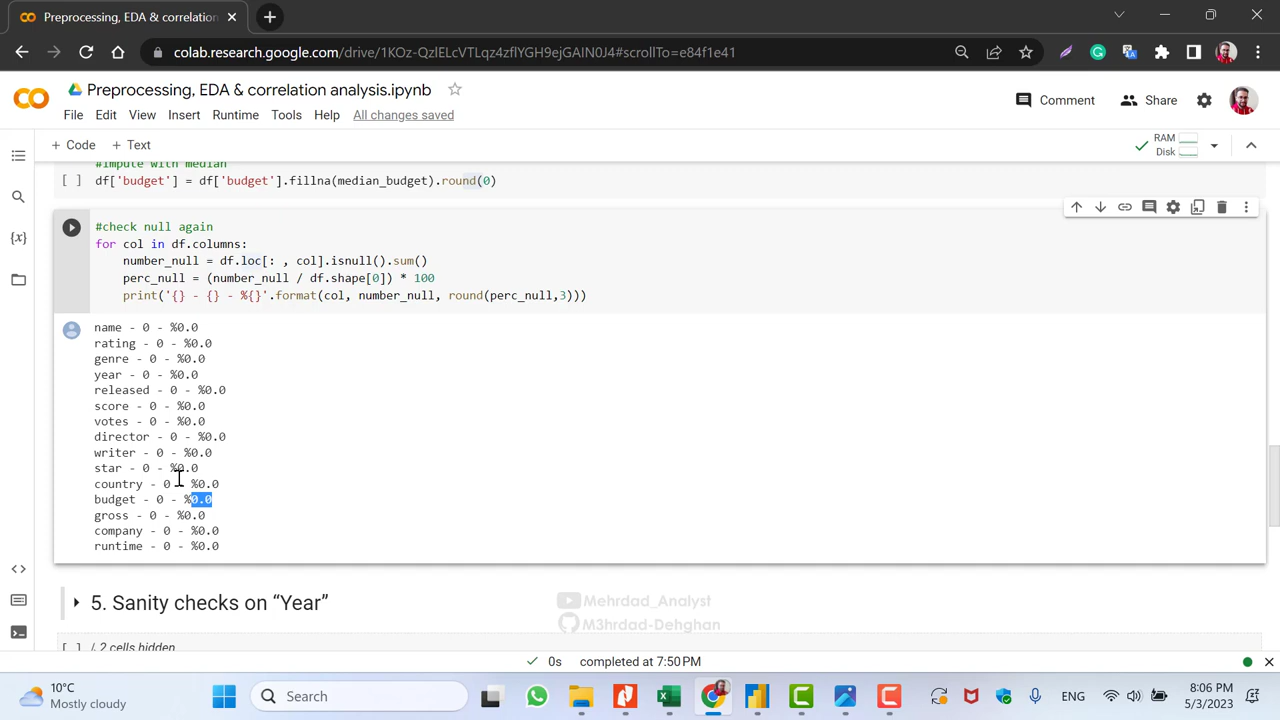 Preprocessing, EDA & correlation
colab.research.google.com/drive/1KOz-QzlELcVTLqz4zflYGH9ejGAIN0J4#scrollTo=e84f1e41
Preprocessing, EDA & correlation analysis.ipynb
File Edit View Insert Runtime Tools Help All changes saved
Comment Share
+ Code + Text
RAM
Disk
#impute with median
[ ] df['budget'] = df['budget'].fillna(median_budget).round(0)
#check null again
for col in df.columns:
number_null = df.loc[: , col].isnull().sum()
perc_null = (number_null / df.shape[0]) * 100
print('{} - {} - %{}'.format(col, number_null, round(perc_null,3)))
name - 0 - %0.0
rating - 0 - %0.0
genre - 0 - %0.0
year - 0 - %0.0
released - 0 - %0.0
score - 0 - %0.0
votes - 0 - %0.0
director - 0 - %0.0
writer - 0 - %0.0
star - 0 - %0.0
country - 0 - %0.0
budget - 0 - %0.0
gross - 0 - %0.0
company - 0 - %0.0
runtime - 0 - %0.0
5. Sanity checks on “Year”
Mehrdad_Analyst
M3hrdad-Dehghan
[ ] 2 cells hidden
0s completed at 7:50 PM
10°C
Mostly cloudy
Search
ENG
8:06 PM
5/3/2023